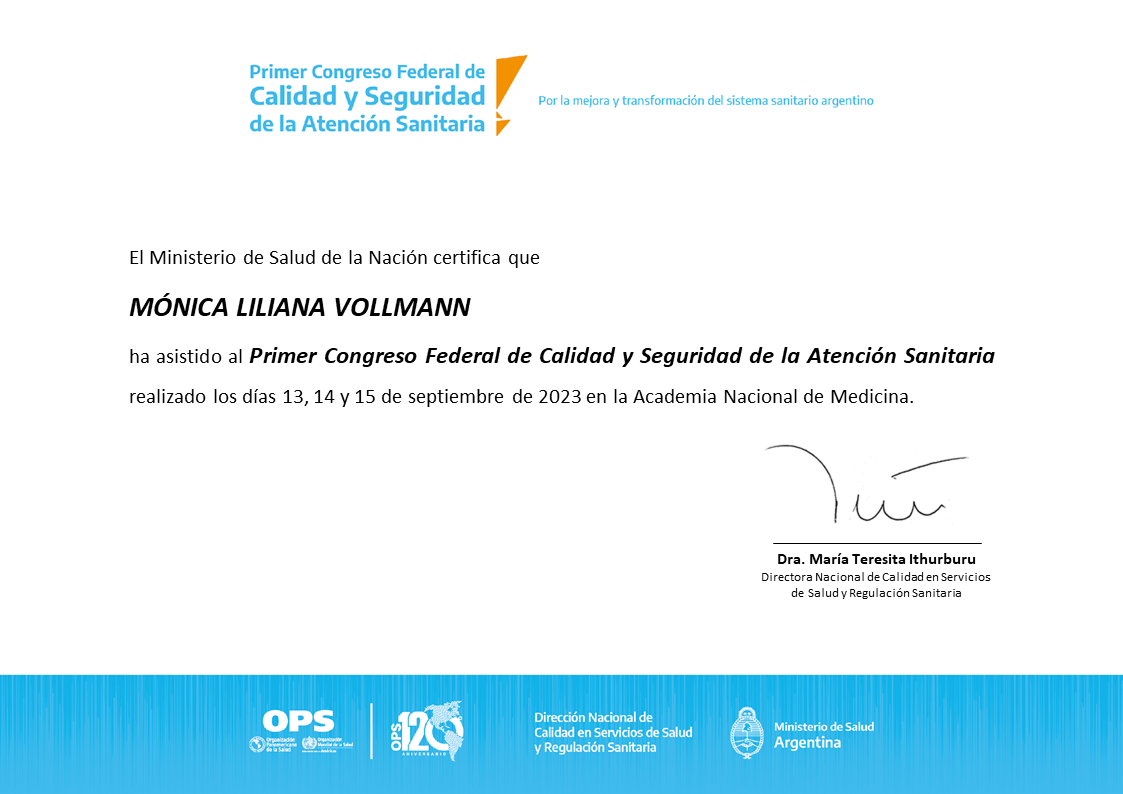 Primer Congreso Federal de
Calidad y Seguridad
de la Atención Sanitaria
Por la mejora y transformación del sistema sanitario argentino
El Ministerio de Salud de la Nación certifica que
MÓNICA LILIANA VOLLMANN
ha asistido al Primer Congreso Federal de Calidad y Seguridad de la Atención Sanitaria
realizado los días 13, 14 y 15 de septiembre de 2023 en la Academia Nacional de Medicina.
Dra. María Teresita Ithurburu
Directora Nacional de Calidad en Servicios
de Salud y Regulación Sanitaria
OPS
Organización
Panamericana
de la Salud
Organización
Mundial de la Salud
OPS
120
ANIVERSARIO
Dirección Nacional de
Calidad en Servicios de Salud
y Regulación Sanitaria
Ministerio de Salud
Argentina